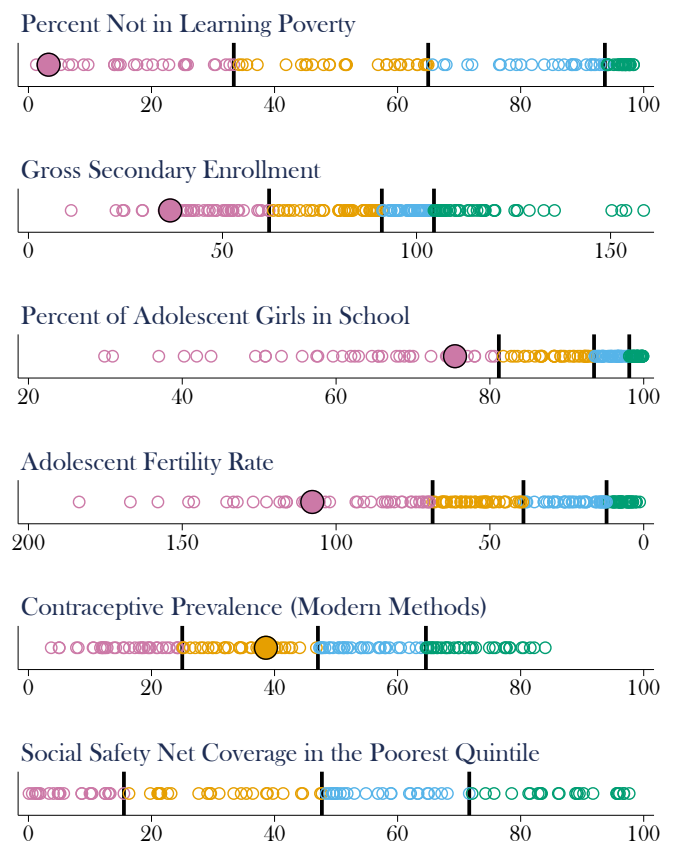 Percent Not in Learning Poverty
0 20 40 60 80 100
Gross Secondary Enrollment
0 50 100 150
Percent of Adolescent Girls in School
20 40 60 80 100
Adolescent Fertility Rate
200 150 100 50 0
Contraceptive Prevalence (Modern Methods)
0 20 40 60 80 100
Social Safety Net Coverage in the Poorest Quintile
0 20 40 60 80 100